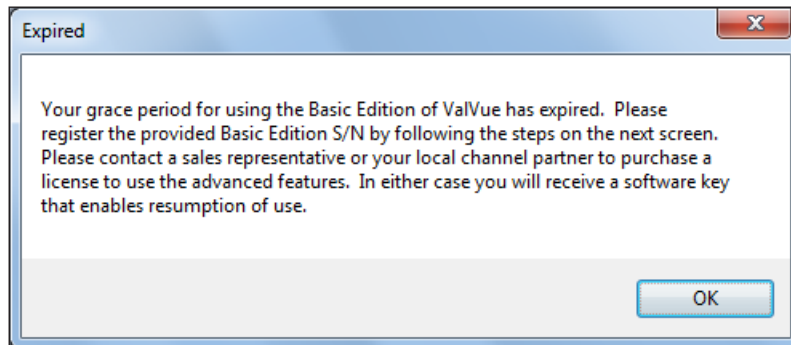 Expired
Your grace period for using the Basic Edition of ValVue has expired.  Please
register the provided Basic Edition S/N by following the steps on the next screen.
Please contact a sales representative or your local channel partner to purchase a
license to use the advanced features.  In either case you will receive a software key
that enables resumption of use.
OK